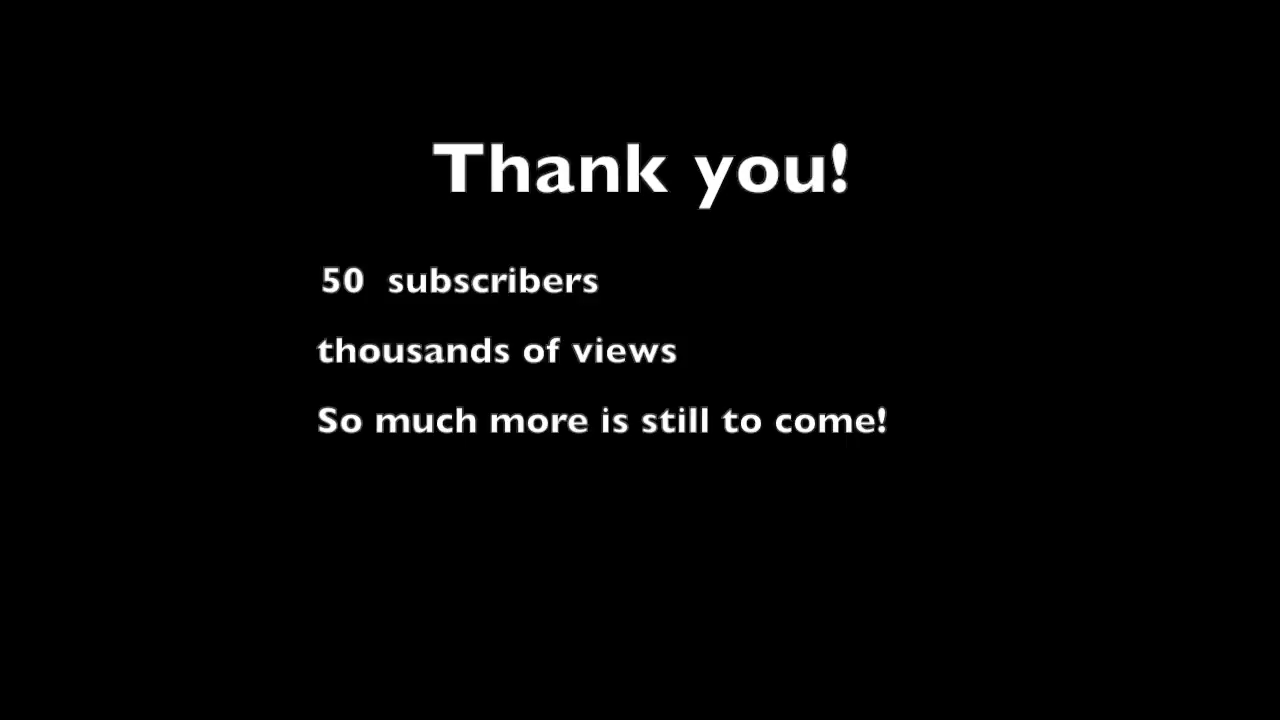 Thank you!
50 subscribers
thousands of views
So much more is still to come!